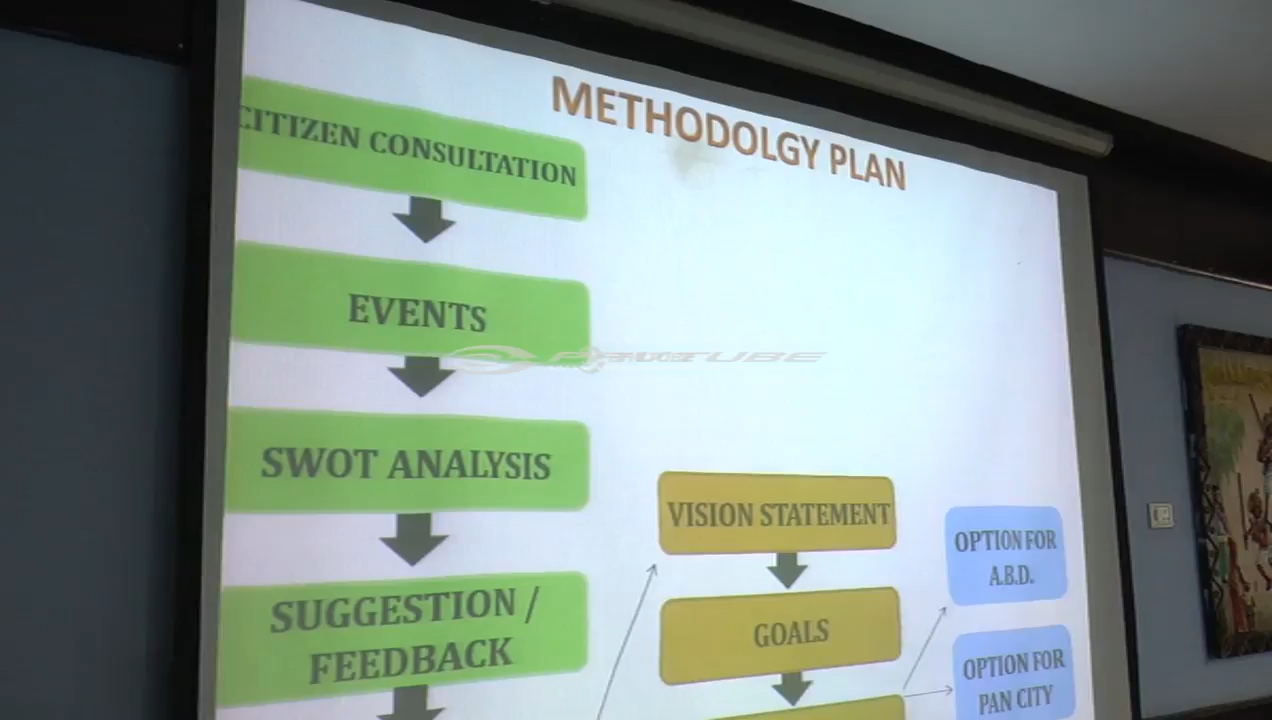 METHODOLGY PLAN
CITIZEN CONSULTATION
EVENTS
SWOT ANALYSIS
SUGGESTION /
FEEDBACK
VISION STATEMENT
GOALS
OPTION FOR
A.B.D.
OPTION FOR
PAN CITY